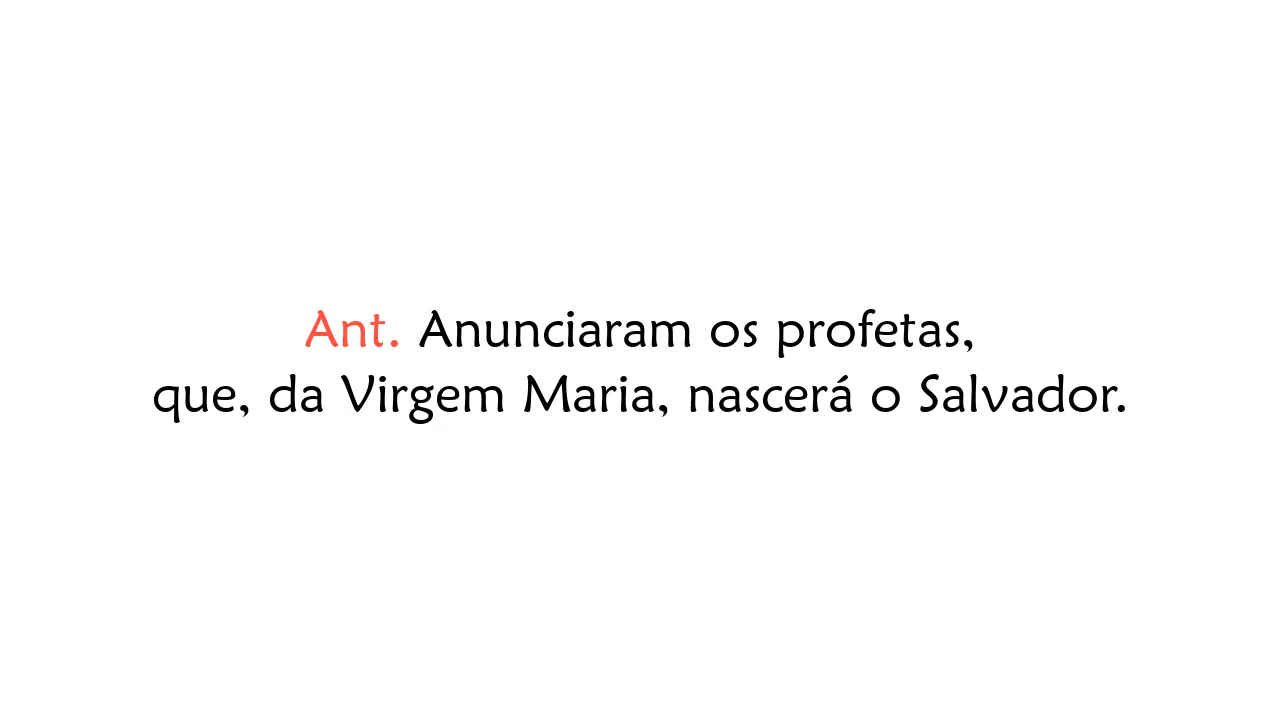 Ant. Anunciaram os profetas,
que, da Virgem Maria, nascerá o Salvador.